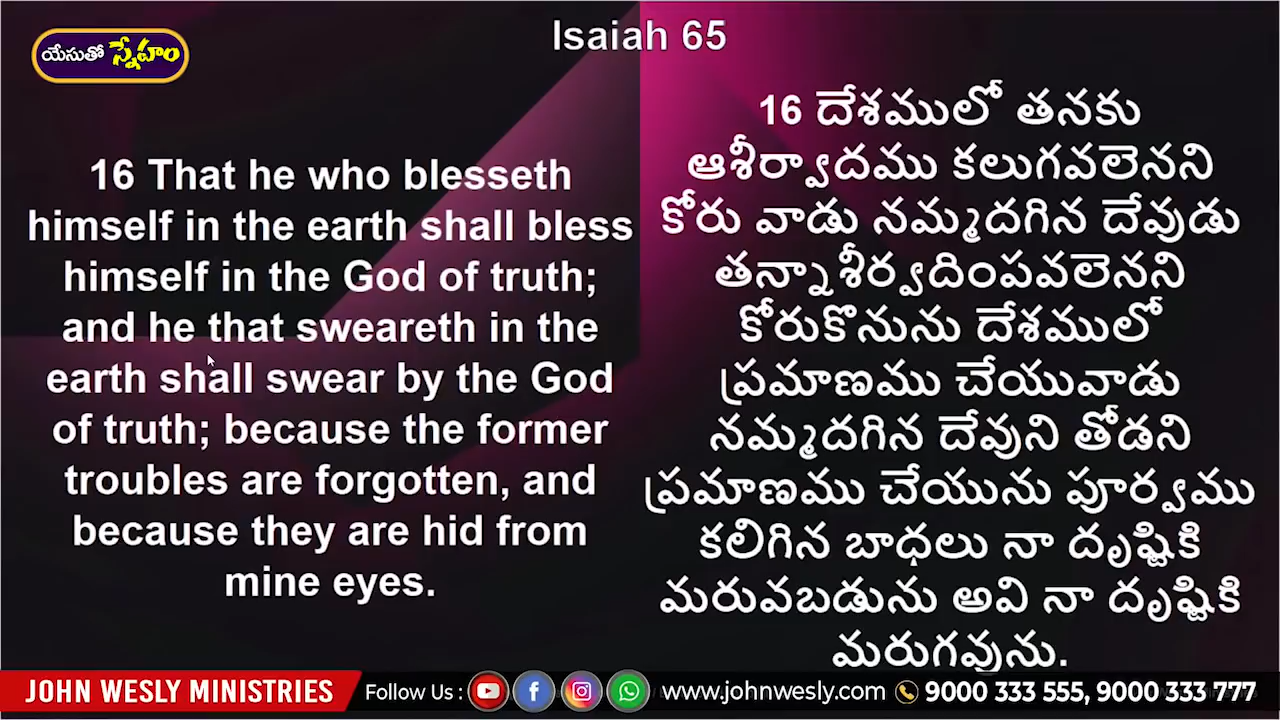 యేసుతో స్నేహం
Isaiah 65
16 That he who blesseth
himself in the earth shall bless
himself in the God of truth;
and he that sweareth in the
earth shall swear by the God
of truth; because the former
troubles are forgotten, and
because they are hid from
mine eyes.
16 దేశములో తనకు
ఆశీర్వాదము కలుగవలెనని
కోరు వాడు నమ్మదగిన దేవుడు
తన్నాశీర్వదింపవలెనని
కోరుకొనును దేశములో
ప్రమాణము చేయువాడు
నమ్మదగిన దేవుని తోడని
ప్రమాణము చేయును పూర్వము
కలిగిన బాధలు నా దృష్టికి
మరువబడును అవి నా దృష్టికి
మరుగవును.
JOHN WESLY MINISTRIES
Follow Us : www.johnwesly.com 9000 333 555, 9000 333 777